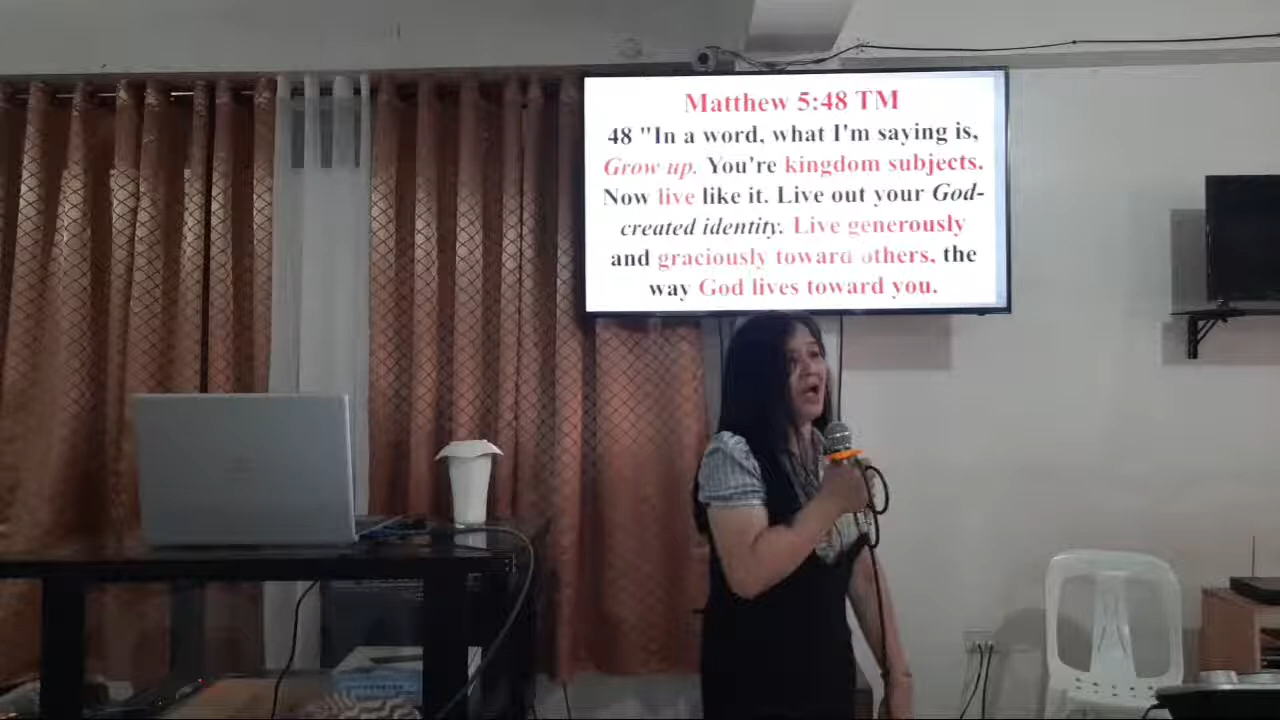 Matthew 5:48 TM
48 "In a word, what I'm saying is,
Grow up. You're kingdom subjects.
Now live like it. Live out your God-
created identity. Live generously
and graciously toward others, the
way God lives toward you.